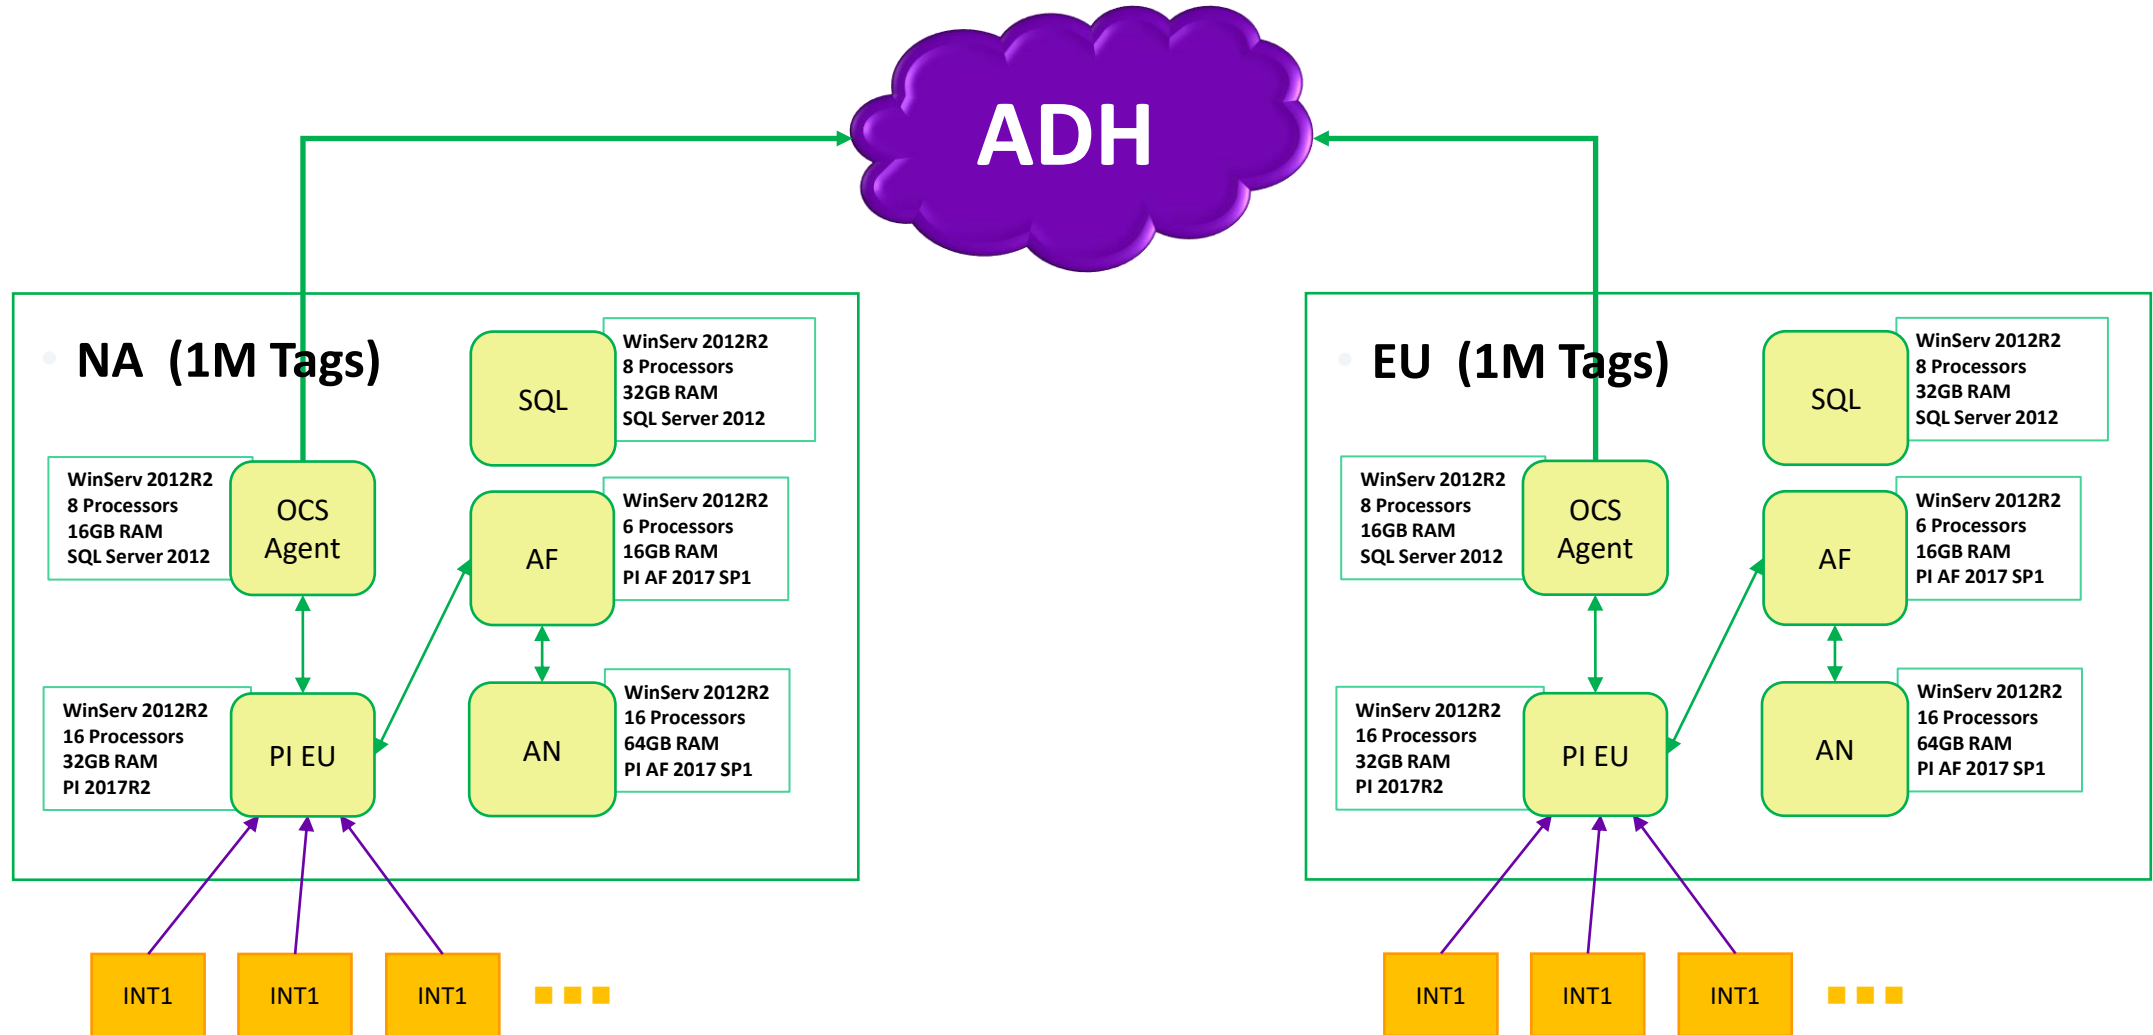 ADH
NA (1M Tags)
SQL
WinServ 2012R2
8 Processors
32GB RAM
SQL Server 2012
WinServ 2012R2
8 Processors
16GB RAM
SQL Server 2012
OCS
Agent
AF
WinServ 2012R2
6 Processors
16GB RAM
PI AF 2017 SP1
WinServ 2012R2
16 Processors
32GB RAM
PI 2017R2
PI EU
AN
WinServ 2012R2
16 Processors
64GB RAM
PI AF 2017 SP1
INT1
INT1
INT1
EU (1M Tags)
SQL
WinServ 2012R2
8 Processors
32GB RAM
SQL Server 2012
WinServ 2012R2
8 Processors
16GB RAM
SQL Server 2012
OCS
Agent
AF
WinServ 2012R2
6 Processors
16GB RAM
PI AF 2017 SP1
WinServ 2012R2
16 Processors
32GB RAM
PI 2017R2
PI EU
AN
WinServ 2012R2
16 Processors
64GB RAM
PI AF 2017 SP1
INT1
INT1
INT1